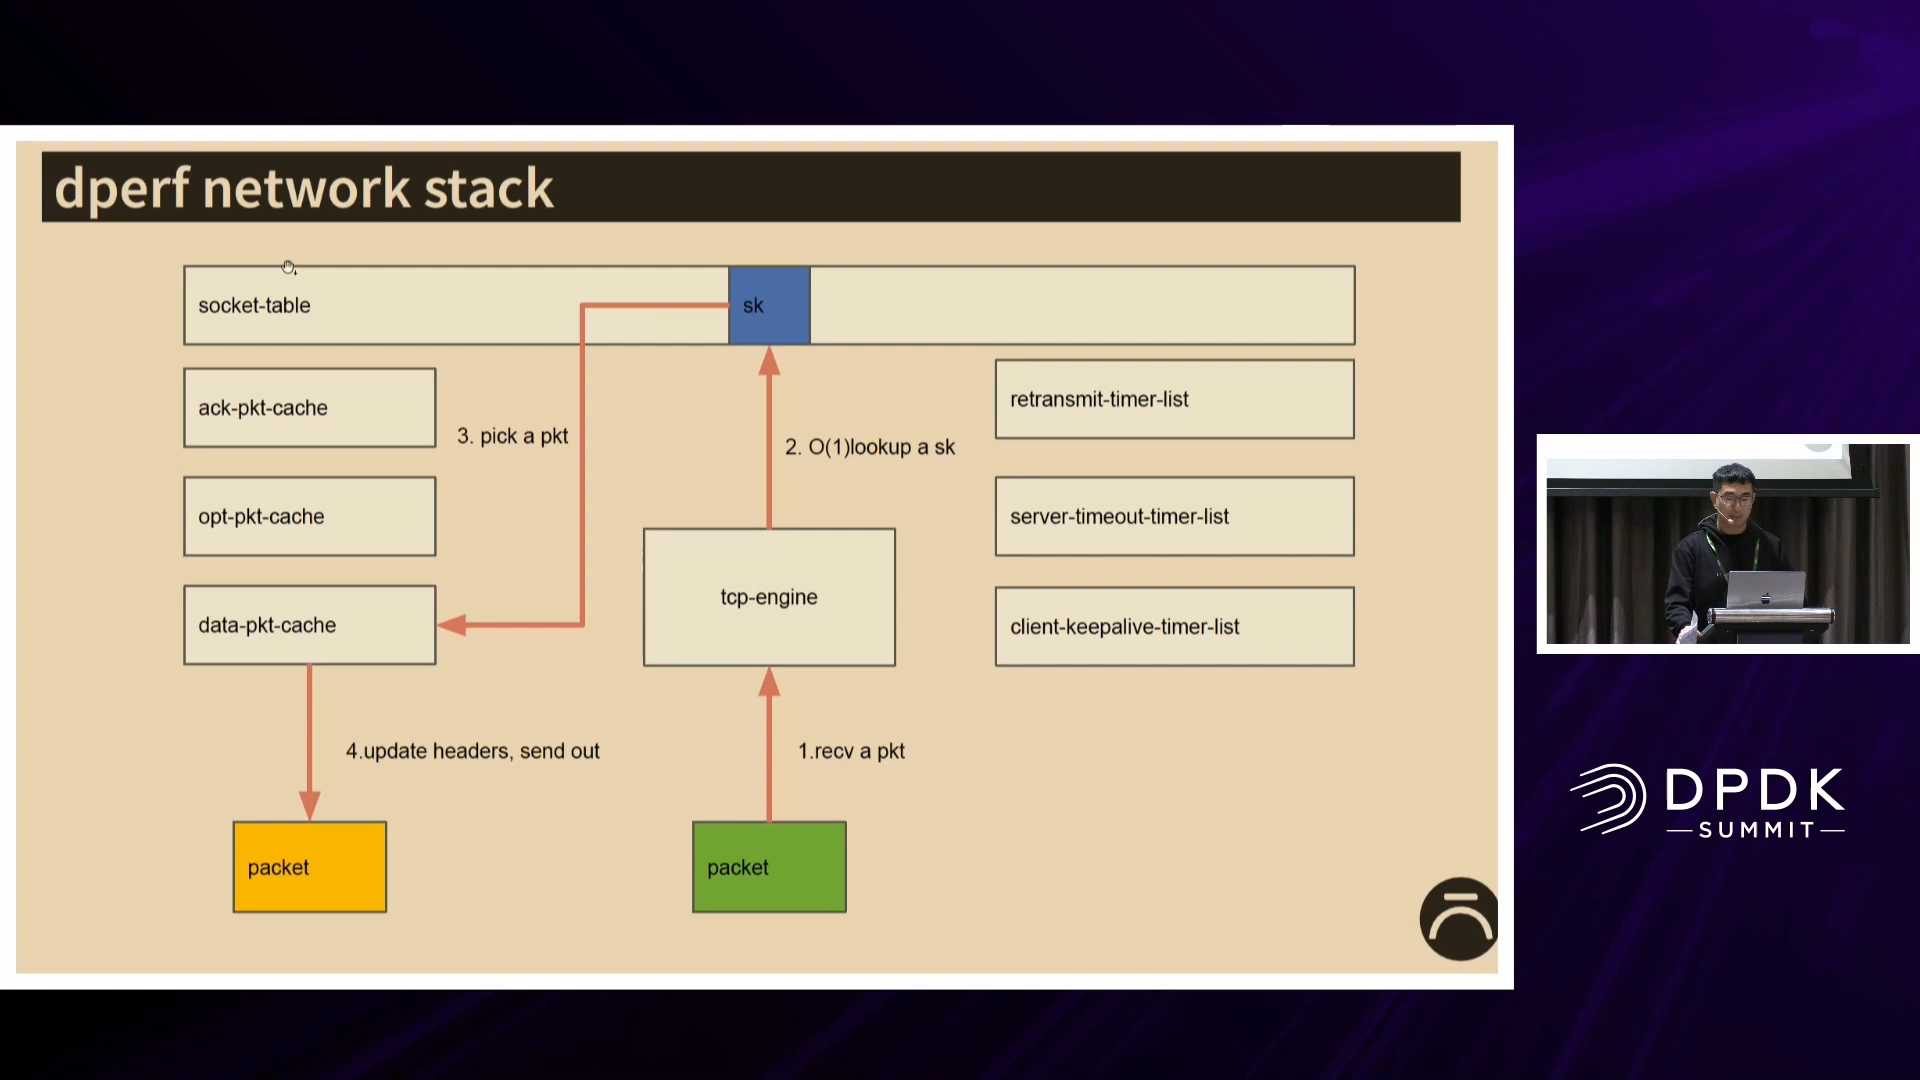 dperf network stack
socket-table
sk
ack-pkt-cache
3. pick a pkt
2. O(1)lookup a sk
retransmit-timer-list
opt-pkt-cache
server-timeout-timer-list
tcp-engine
data-pkt-cache
client-keepalive-timer-list
4.update headers, send out
1.recv a pkt
packet
packet
DPDK
SUMMIT